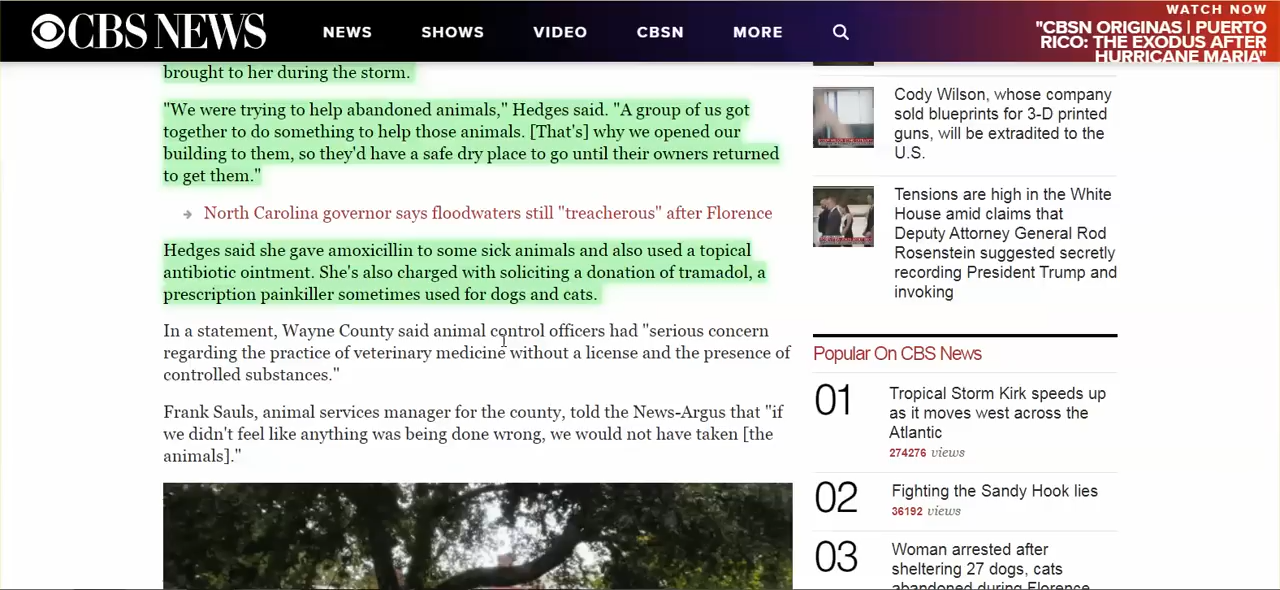 CBS NEWS
NEWS
SHOWS
VIDEO
CBSN
MORE
WATCH NOW
"CBSN ORIGINAS | PUERTO
RICO: THE EXODUS AFTER
HURRICANE MARIA"
brought to her during the storm.
"We were trying to help abandoned animals," Hedges said. "A group of us got
together to do something to help those animals. [That's] why we opened our
building to them, so they'd have a safe dry place to go until their owners returned
to get them."
North Carolina governor says floodwaters still "treacherous" after Florence
Hedges said she gave amoxicillin to some sick animals and also used a topical
antibiotic ointment. She's also charged with soliciting a donation of tramadol, a
prescription painkiller sometimes used for dogs and cats.
In a statement, Wayne County said animal control officers had "serious concern
regarding the practice of veterinary medicine without a license and the presence of
controlled substances."
Frank Sauls, animal services manager for the county, told the News-Argus that "if
we didn't feel like anything was being done wrong, we would not have taken [the
animals]."
Cody Wilson, whose company
sold blueprints for 3-D printed
guns, will be extradited to the
U.S.
Tensions are high in the White
House amid claims that
Deputy Attorney General Rod
Rosenstein suggested secretly
recording President Trump and
invoking
Popular On CBS News
01
Tropical Storm Kirk speeds up
as it moves west across the
Atlantic
274276 views
02
Fighting the Sandy Hook lies
36192 views
03
Woman arrested after
sheltering 27 dogs, cats
abandoned during Florence